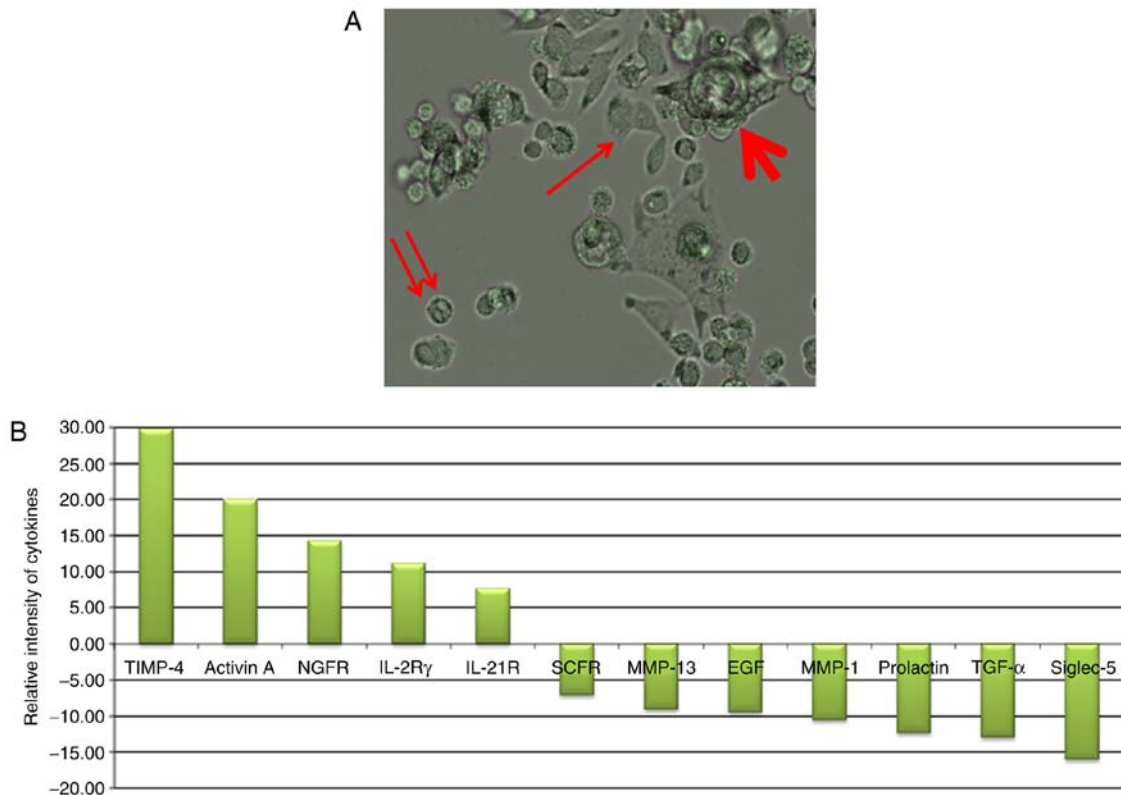 A
B
Relative intensity of cytokines
30.00
25.00
20.00
15.00
10.00
5.00
0.00
−5.00
−10.00
−15.00
−20.00
TIMP-4 Activin A NGFR IL-2Rγ IL-21R SCFR MMP-13 EGF MMP-1 Prolactin TGF-α Siglec-5